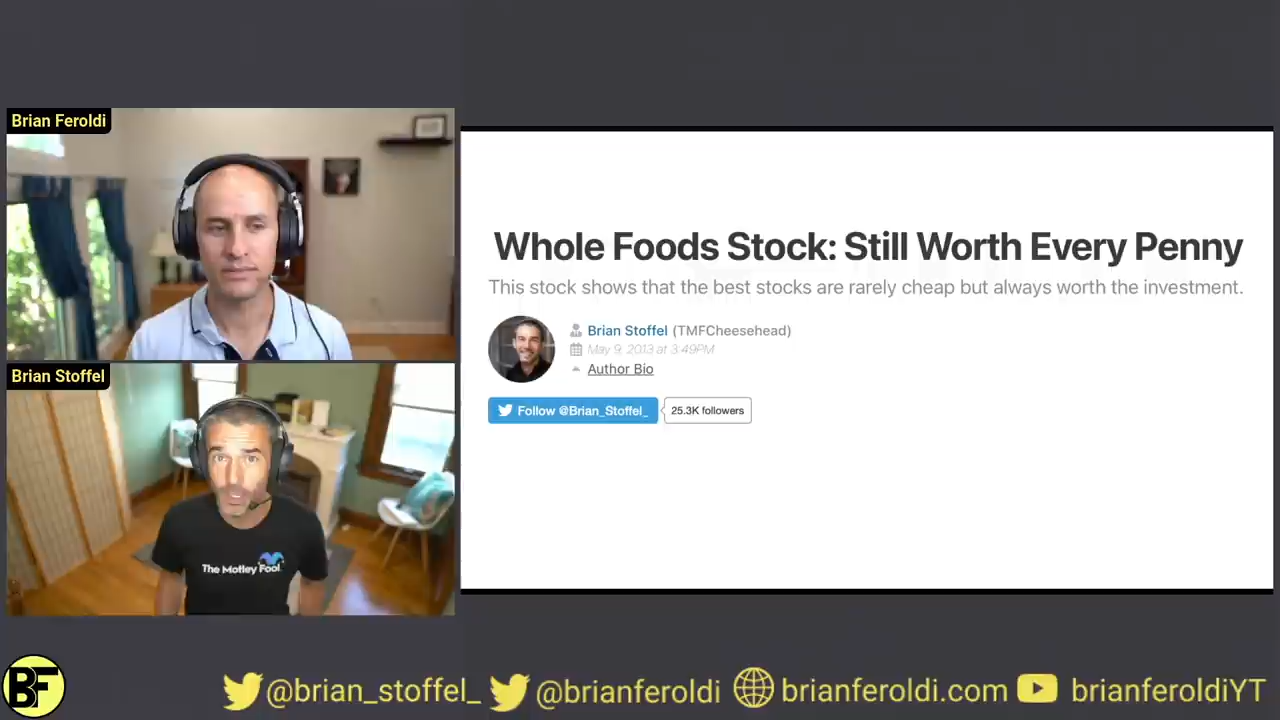 Brian Feroldi
Brian Stoffel
The Motley Fool
Whole Foods Stock: Still Worth Every Penny
This stock shows that the best stocks are rarely cheap but always worth the investment.
Brian Stoffel (TMFCheesehead)
May 9, 2013 at 3:49PM
Author Bio
Follow @Brian_Stoffel_
25.3K followers
BF
@brian_stoffel_
@brianferoldi
brianferoldi.com
brianferoldiYT